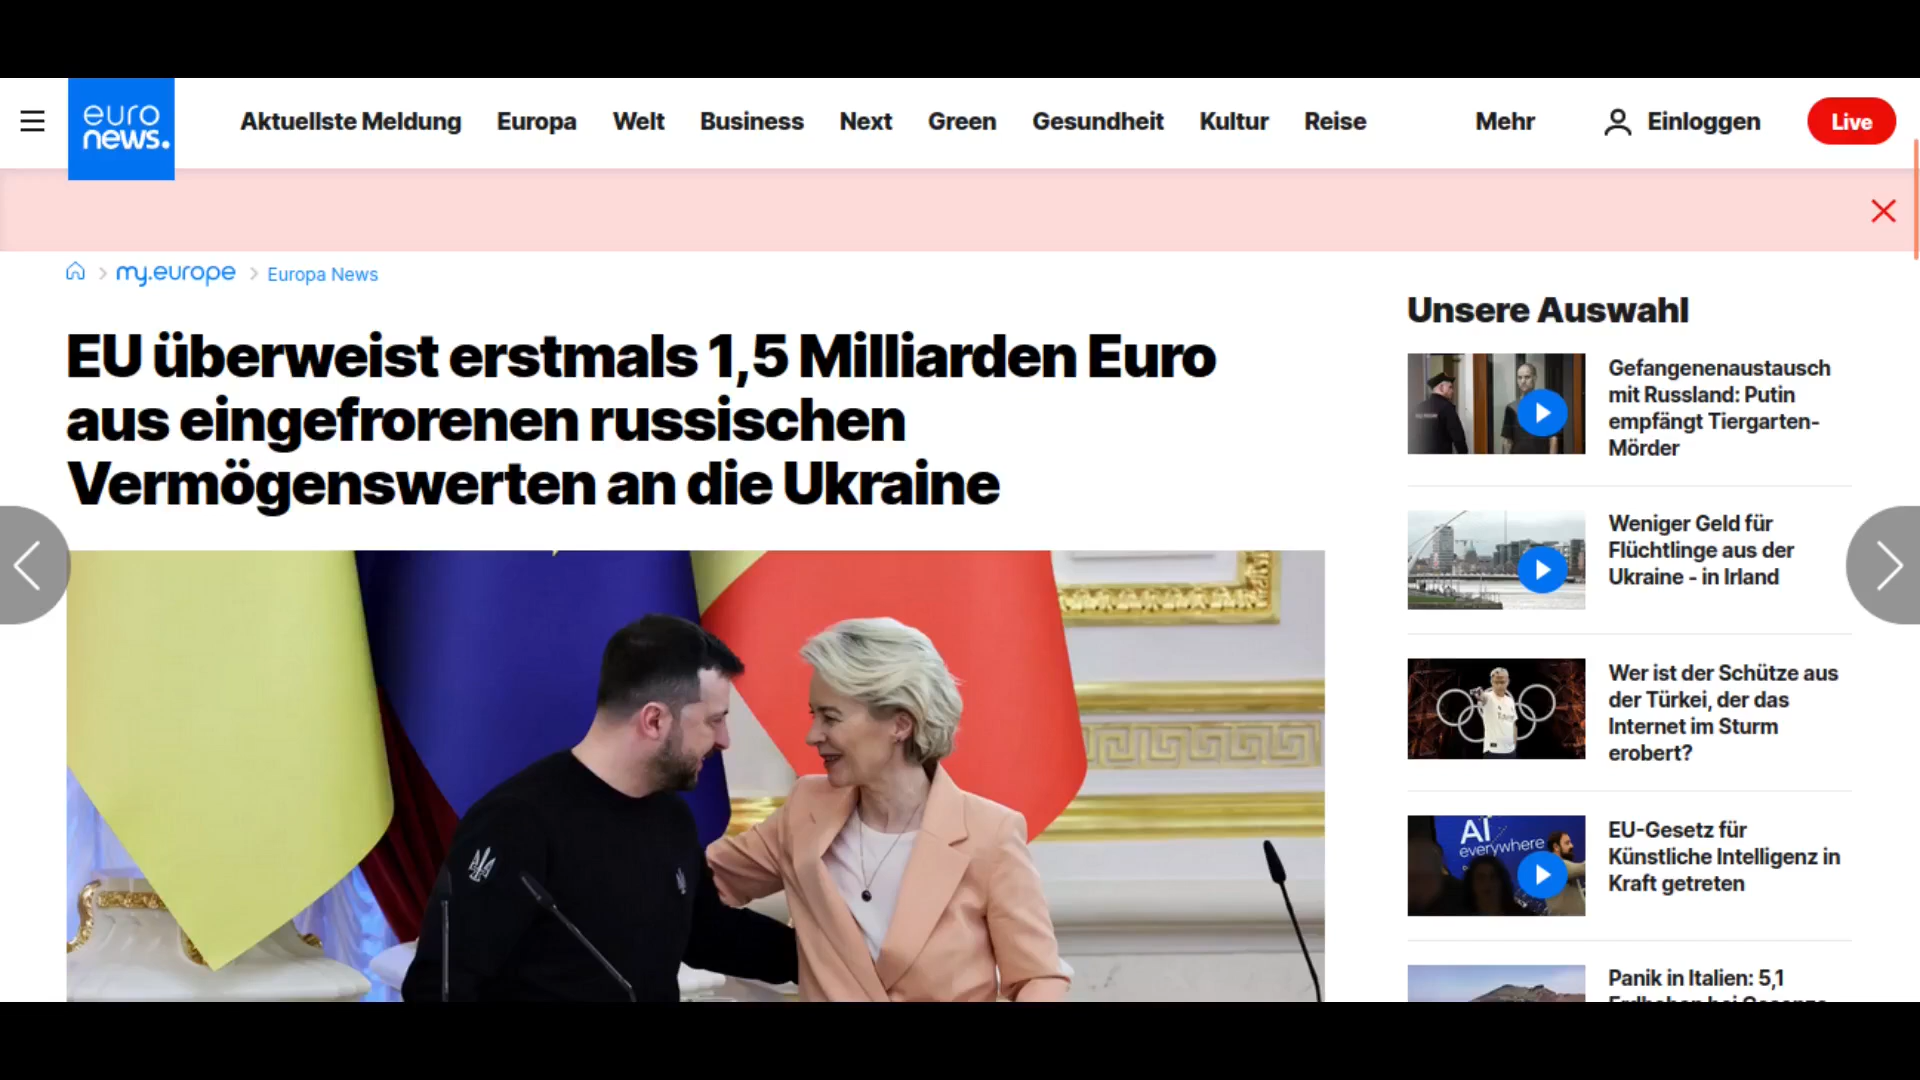 euro
news.
Aktuellste Meldung
Europa
Welt
Business
Next
Green
Gesundheit
Kultur
Reise
Mehr
Einloggen
Live
my.europe
Europa News
EU überweist erstmals 1,5 Milliarden Euro
aus eingefrorenen russischen
Vermögenswerten an die Ukraine
Unsere Auswahl
Gefangenenaustausch
mit Russland: Putin
empfängt Tiergarten-
Mörder
Weniger Geld für
Flüchtlinge aus der
Ukraine - in Irland
Wer ist der Schütze aus
der Türkei, der das
Internet im Sturm
erobert?
AI
everywhere
EU-Gesetz für
Künstliche Intelligenz in
Kraft getreten
Panik in Italien: 5,1